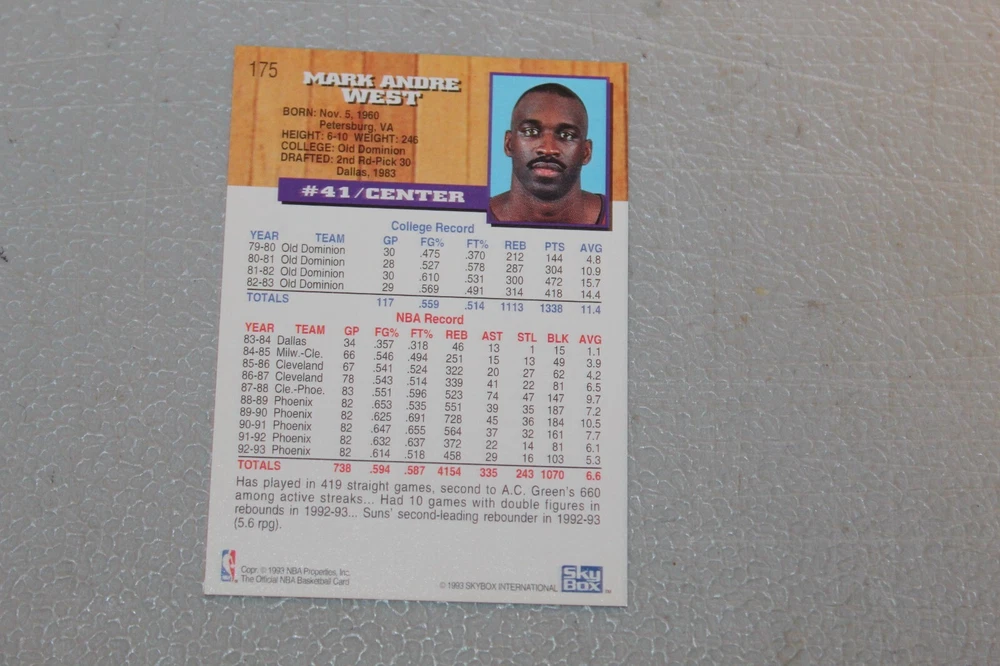 175
MARK ANDRE
WEST
BORN: Nov. 5, 1960
Petersburg, VA
HEIGHT: 6-10 WEIGHT: 246
COLLEGE: Old Dominion
DRAFTED: 2nd Rd-Pick 30
Dallas, 1983
#41/CENTER
College Record
YEAR TEAM GP FG% FT% REB PTS AVG
79-80 Old Dominion 30 .475 .370 212 144 4.8
80-81 Old Dominion 28 .527 .578 287 304 10.9
81-82 Old Dominion 30 .610 .531 300 472 15.7
82-83 Old Dominion 29 .569 .491 314 418 14.4
TOTALS 117 .559 .514 1113 1338 11.4
NBA Record
YEAR TEAM GP FG% FT% REB AST STL BLK AVG
83-84 Dallas 34 .357 .318 46 13 1 15 1.1
84-85 Milw.-Cle. 66 .546 .494 251 15 13 49 3.9
85-86 Cleveland 67 .541 .524 322 20 27 62 4.2
86-87 Cleveland 78 .543 .514 339 41 22 81 6.5
87-88 Cle.-Phoe. 83 .551 .596 523 74 47 147 9.7
88-89 Phoenix 82 .653 .535 551 39 35 187 7.2
89-90 Phoenix 82 .625 .691 728 45 36 184 10.5
90-91 Phoenix 82 .647 .655 564 37 32 161 7.7
91-92 Phoenix 82 .632 .637 372 22 14 81 6.1
92-93 Phoenix 82 .614 .518 458 29 16 103 5.3
TOTALS 738 .594 .587 4154 335 243 1070 6.6
Has played in 419 straight games, second to A.C. Green's 660
among active streaks... Had 10 games with double figures in
rebounds in 1992-93... Suns' second-leading rebounder in 1992-93
(5.6 rpg).
Copr. © 1993 NBA Properties, Inc.
The Official NBA Basketball Card
© 1993 SKYBOX INTERNATIONAL
SkyBox™